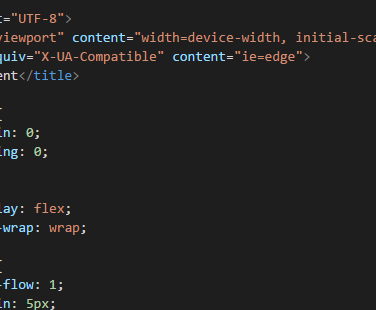 t="UTF-8">
viewport" content="width=device-width, initial-sca
quiv="X-UA-Compatible" content="ie=edge">
ent</title>
{
in: 0;
ing: 0;
lay: flex;
-wrap: wrap;
{
-flow: 1;
in: 5px;